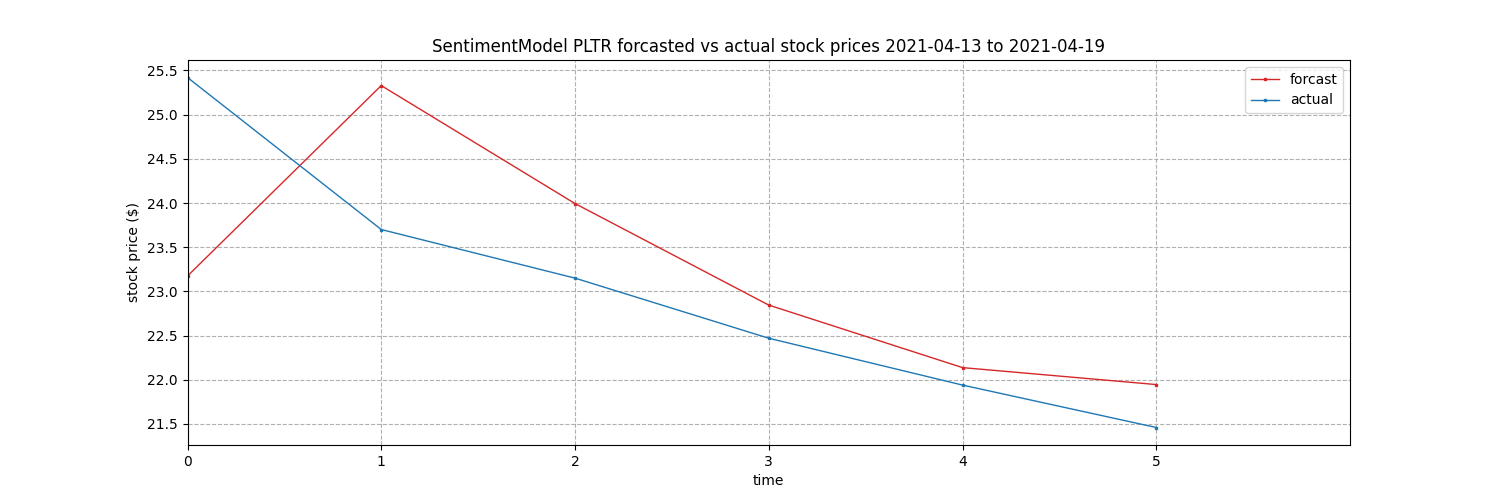 SentimentModel PLTR forcasted vs actual stock prices 2021-04-13 to 2021-04-19
forcast
actual
stock price ($)
25.5
25.0
24.5
24.0
23.5
23.0
22.5
22.0
21.5
0 1 2 3 4 5
time